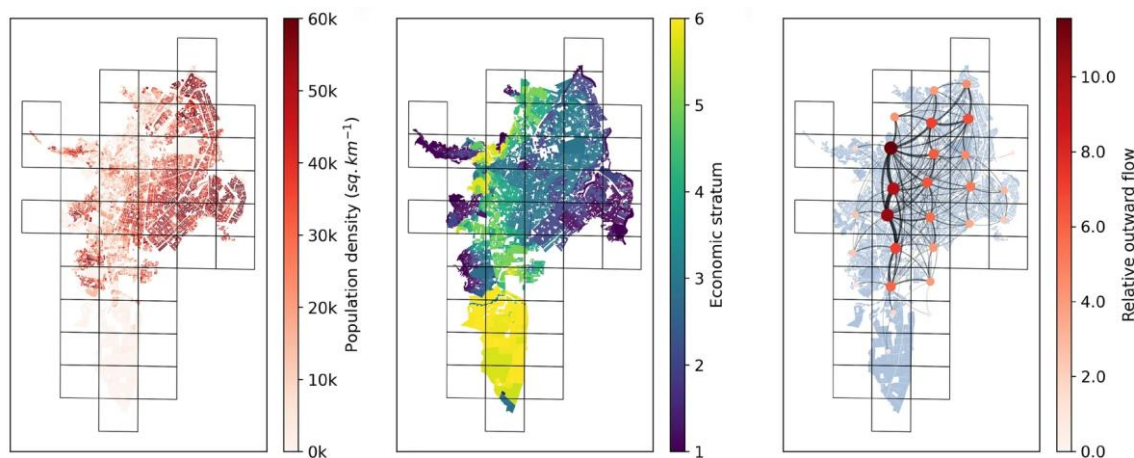 60k
50k
40k
30k
20k
10k
0k
Population density (sq. km⁻¹)
6
5
4
3
2
1
Economic stratum
10.0
8.0
6.0
4.0
2.0
0.0
Relative outward flow